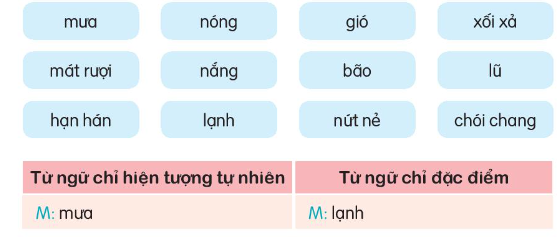 mưa nóng gió xối xả
mát rượi nắng bão lũ
hạn hán lạnh nứt nẻ chói chang
Từ ngữ chỉ hiện tượng tự nhiên Từ ngữ chỉ đặc điểm
M: mưa M: lạnh